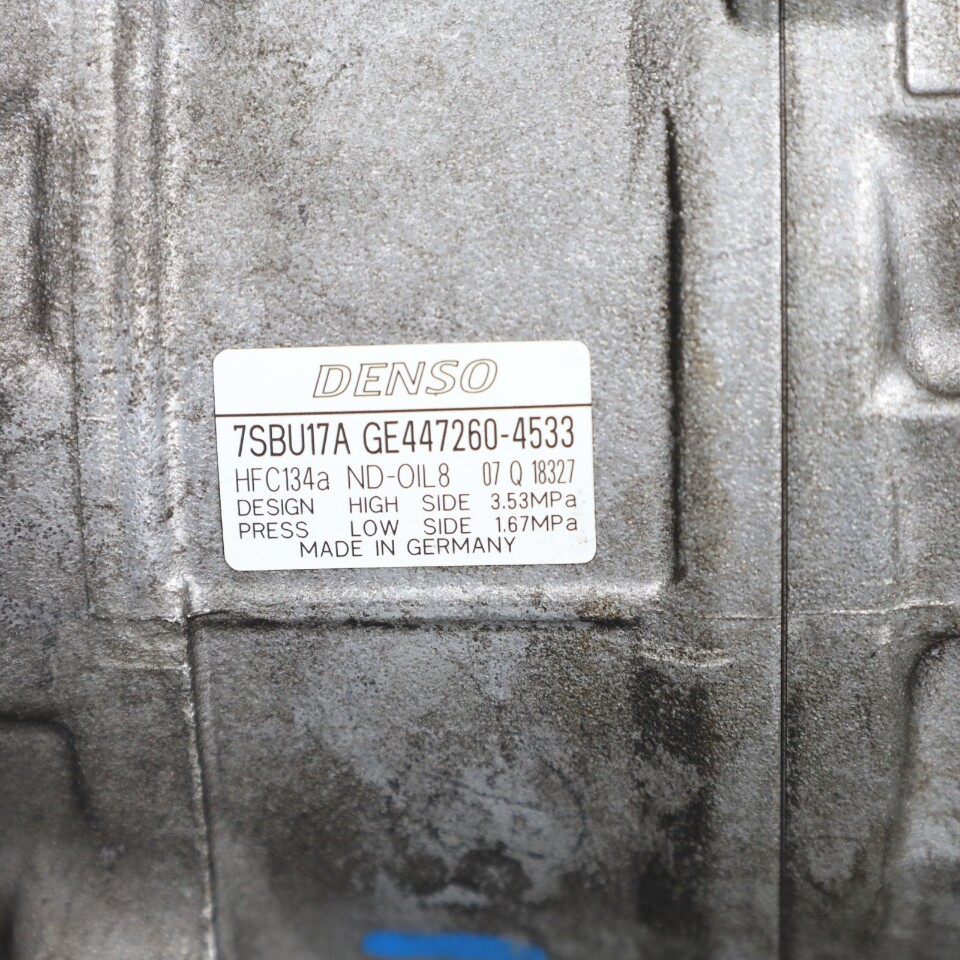 DENSO
7SBU17A GE447260-4533
HFC134a ND-OIL8 07 Q 18327
DESIGN HIGH SIDE 3.53MPa
PRESS LOW SIDE 1.67MPa
MADE IN GERMANY